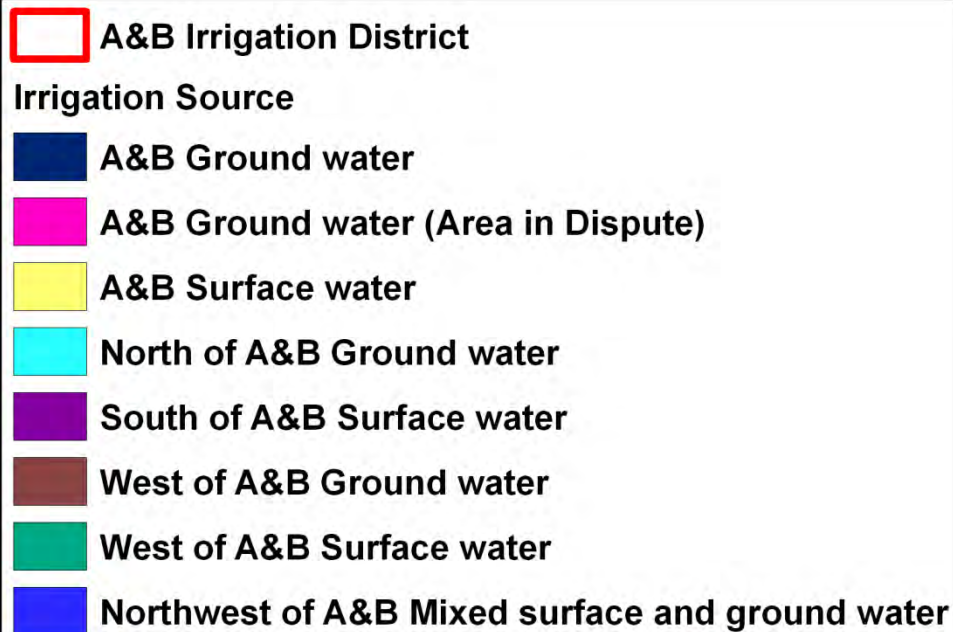 A&B Irrigation District
Irrigation Source
A&B Ground water
A&B Ground water (Area in Dispute)
A&B Surface water
North of A&B Ground water
South of A&B Surface water
West of A&B Ground water
West of A&B Surface water
Northwest of A&B Mixed surface and ground water